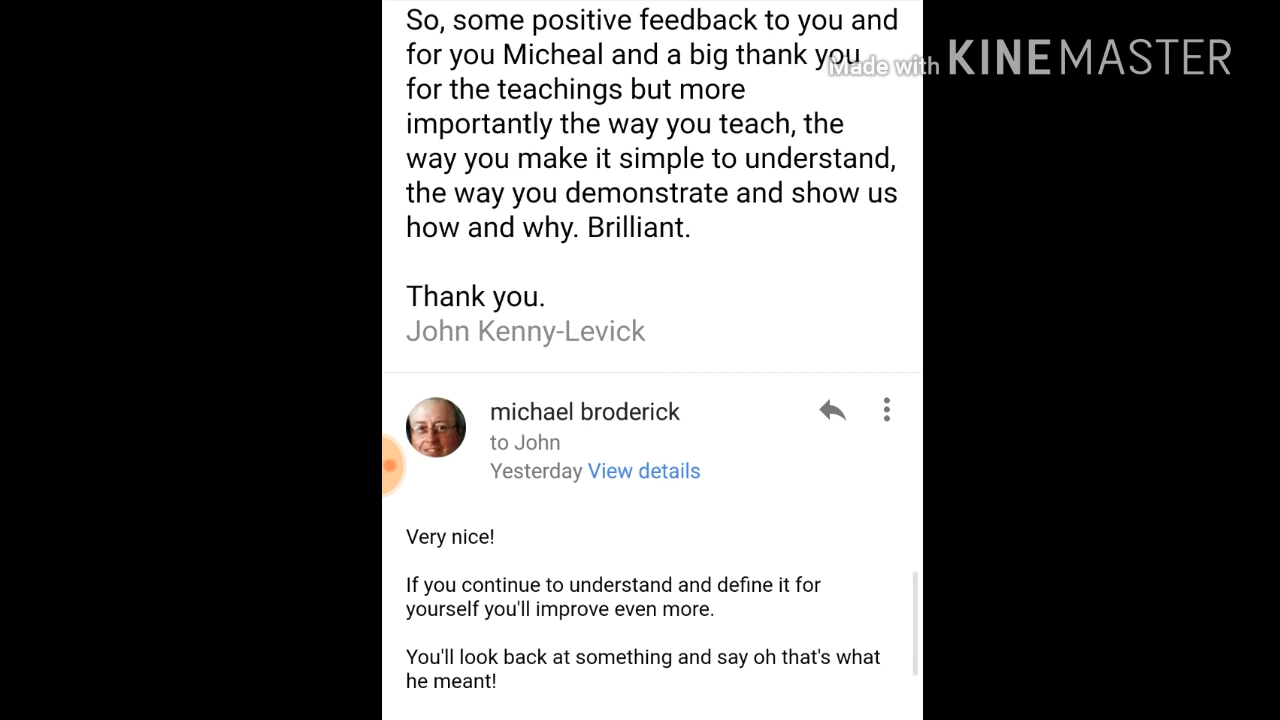 So, some positive feedback to you and
for you Micheal and a big thank you
for the teachings but more
importantly the way you teach, the
way you make it simple to understand,
the way you demonstrate and show us
how and why. Brilliant.
Thank you.
John Kenny-Levick
Made with KINEMASTER
michael broderick
to John
Yesterday View details
Very nice!
If you continue to understand and define it for
yourself you'll improve even more.
You'll look back at something and say oh that's what
he meant!